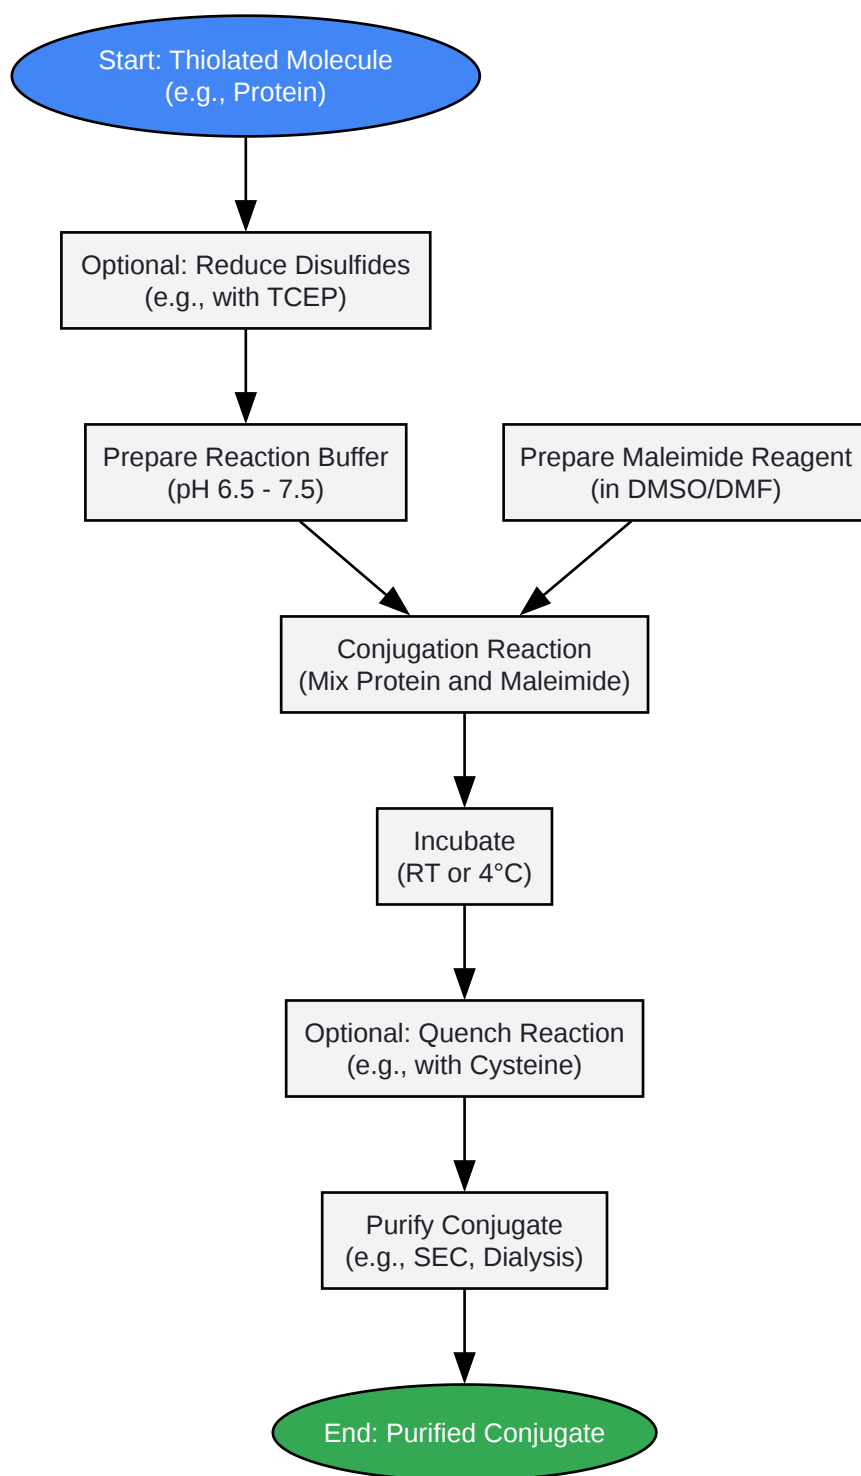 Start: Thiolated Molecule
(e.g., Protein)
Optional: Reduce Disulfides
(e.g., with TCEP)
Prepare Reaction Buffer
(pH 6.5 - 7.5)
Prepare Maleimide Reagent
(in DMSO/DMF)
Conjugation Reaction
(Mix Protein and Maleimide)
Incubate
(RT or 4°C)
Optional: Quench Reaction
(e.g., with Cysteine)
Purify Conjugate
(e.g., SEC, Dialysis)
End: Purified Conjugate